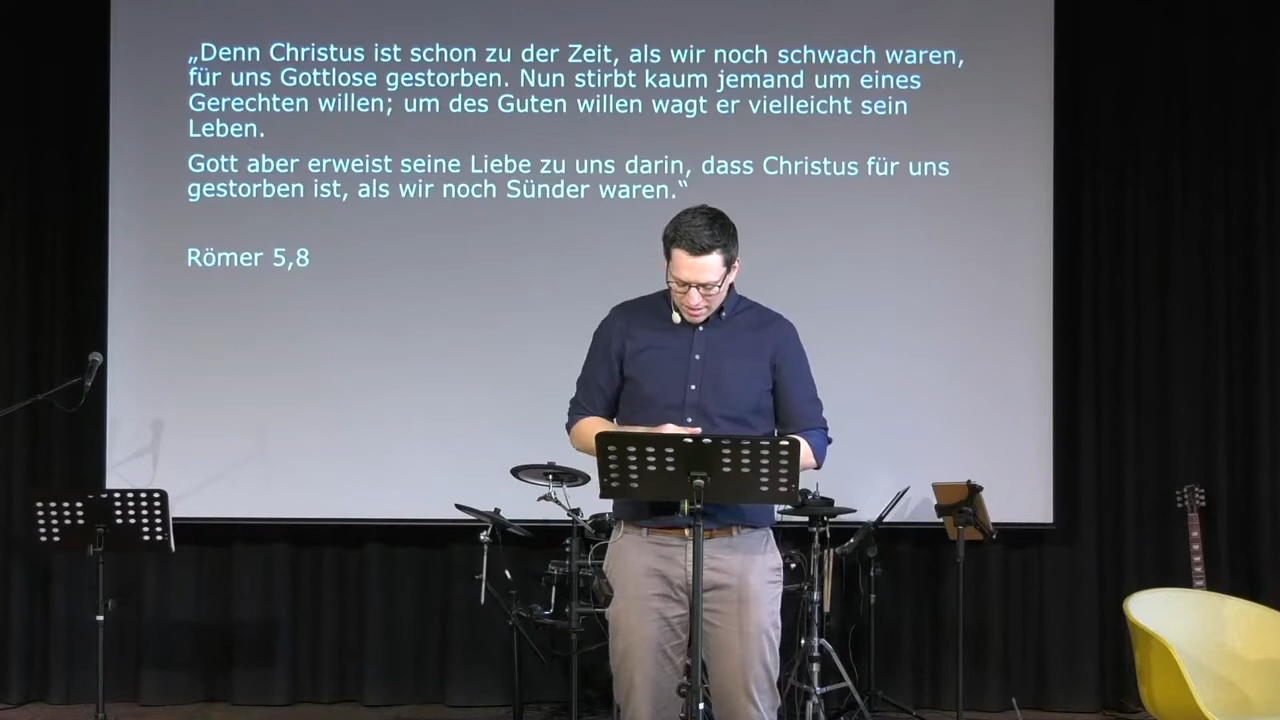 „Denn Christus ist schon zu der Zeit, als wir noch schwach waren,
für uns Gottlose gestorben. Nun stirbt kaum jemand um eines
Gerechten willen; um des Guten willen wagt er vielleicht sein
Leben.
Gott aber erweist seine Liebe zu uns darin, dass Christus für uns
gestorben ist, als wir noch Sünder waren.“
Römer 5,8